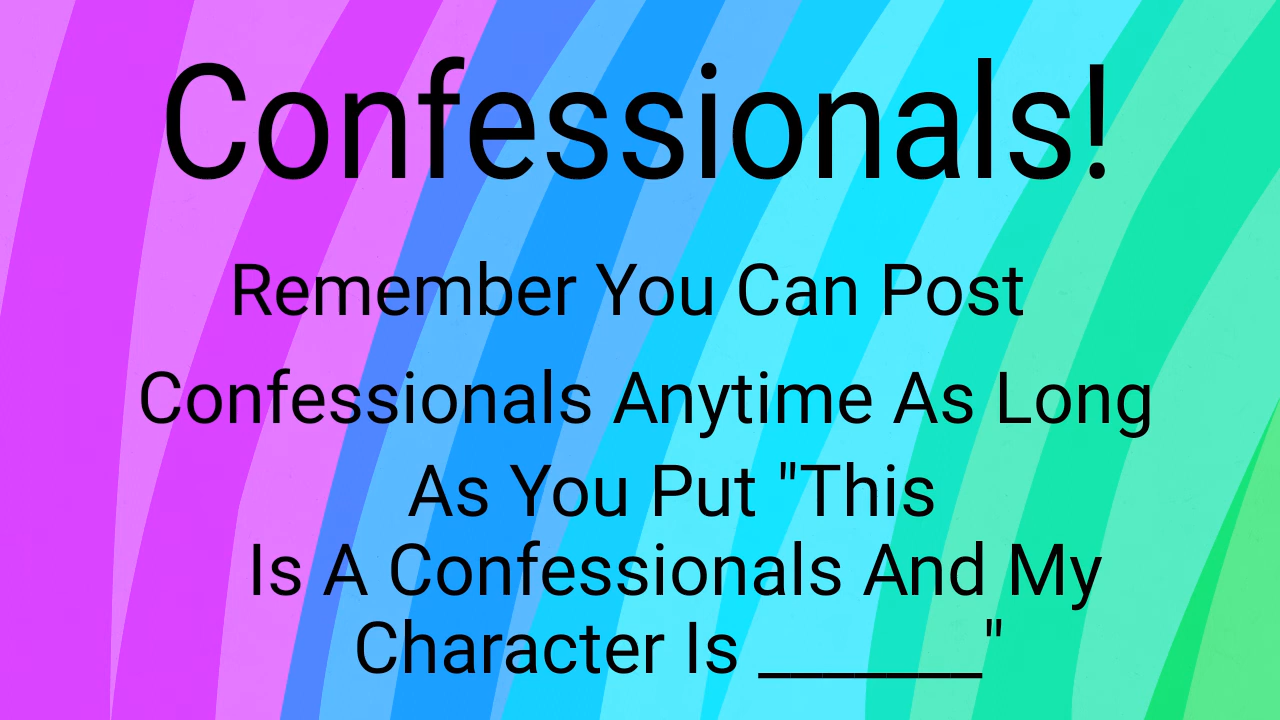 Confessionals!
Remember You Can Post
Confessionals Anytime As Long
As You Put "This
Is A Confessionals And My
Character Is _______"